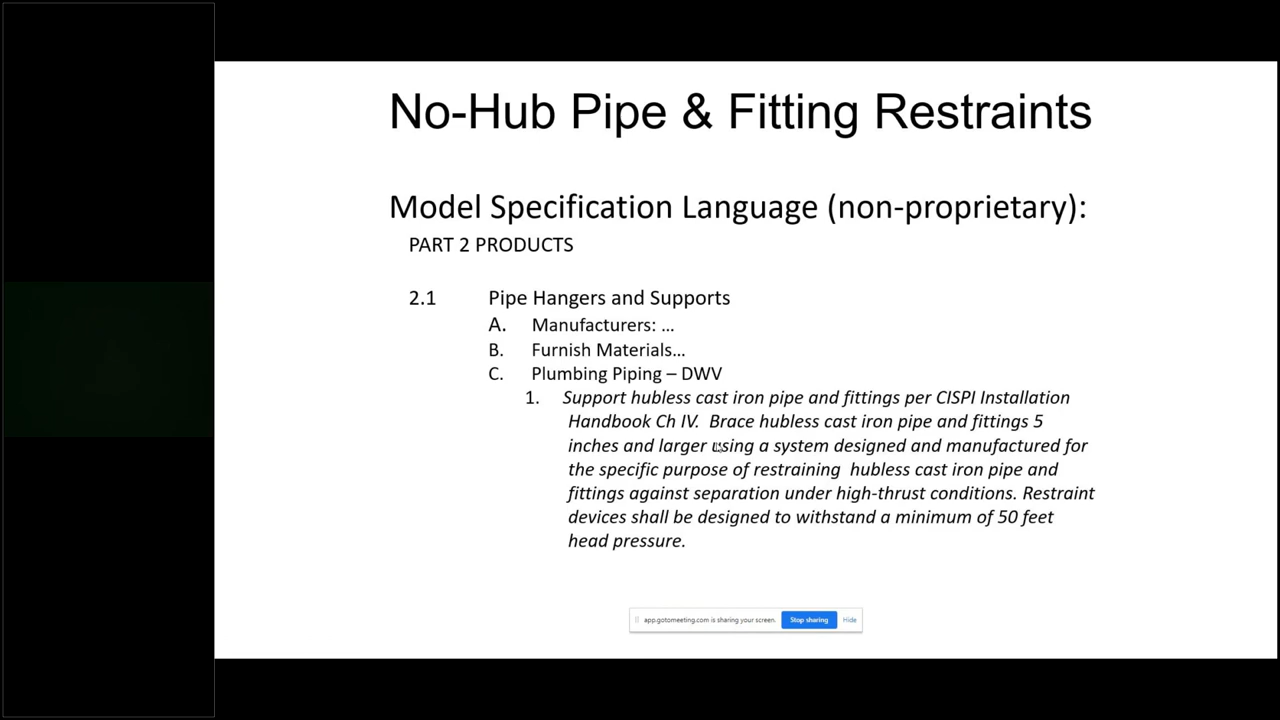 No-Hub Pipe & Fitting Restraints
Model Specification Language (non-proprietary):
PART 2 PRODUCTS
2.1 Pipe Hangers and Supports
A. Manufacturers: …
B. Furnish Materials…
C. Plumbing Piping – DWV
1. Support hubless cast iron pipe and fittings per CISPI Installation
Handbook Ch IV. Brace hubless cast iron pipe and fittings 5
inches and larger using a system designed and manufactured for
the specific purpose of restraining hubless cast iron pipe and
fittings against separation under high-thrust conditions. Restraint
devices shall be designed to withstand a minimum of 50 feet
head pressure.
app.gotomeeting.com is sharing your screen. Stop sharing Hide